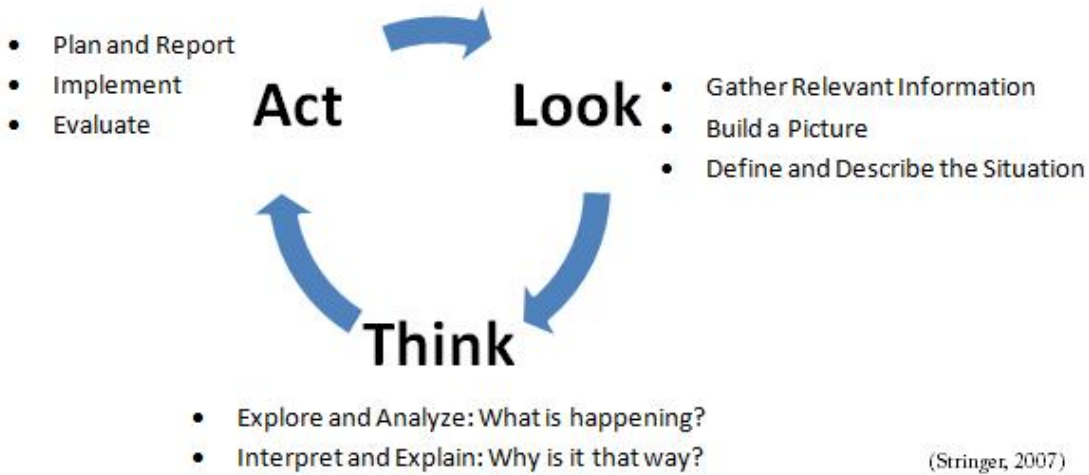 • Plan and Report
• Implement
• Evaluate
Act
Look
• Gather Relevant Information
• Build a Picture
• Define and Describe the Situation
Think
• Explore and Analyze: What is happening?
• Interpret and Explain: Why is it that way?
(Stringer, 2007)